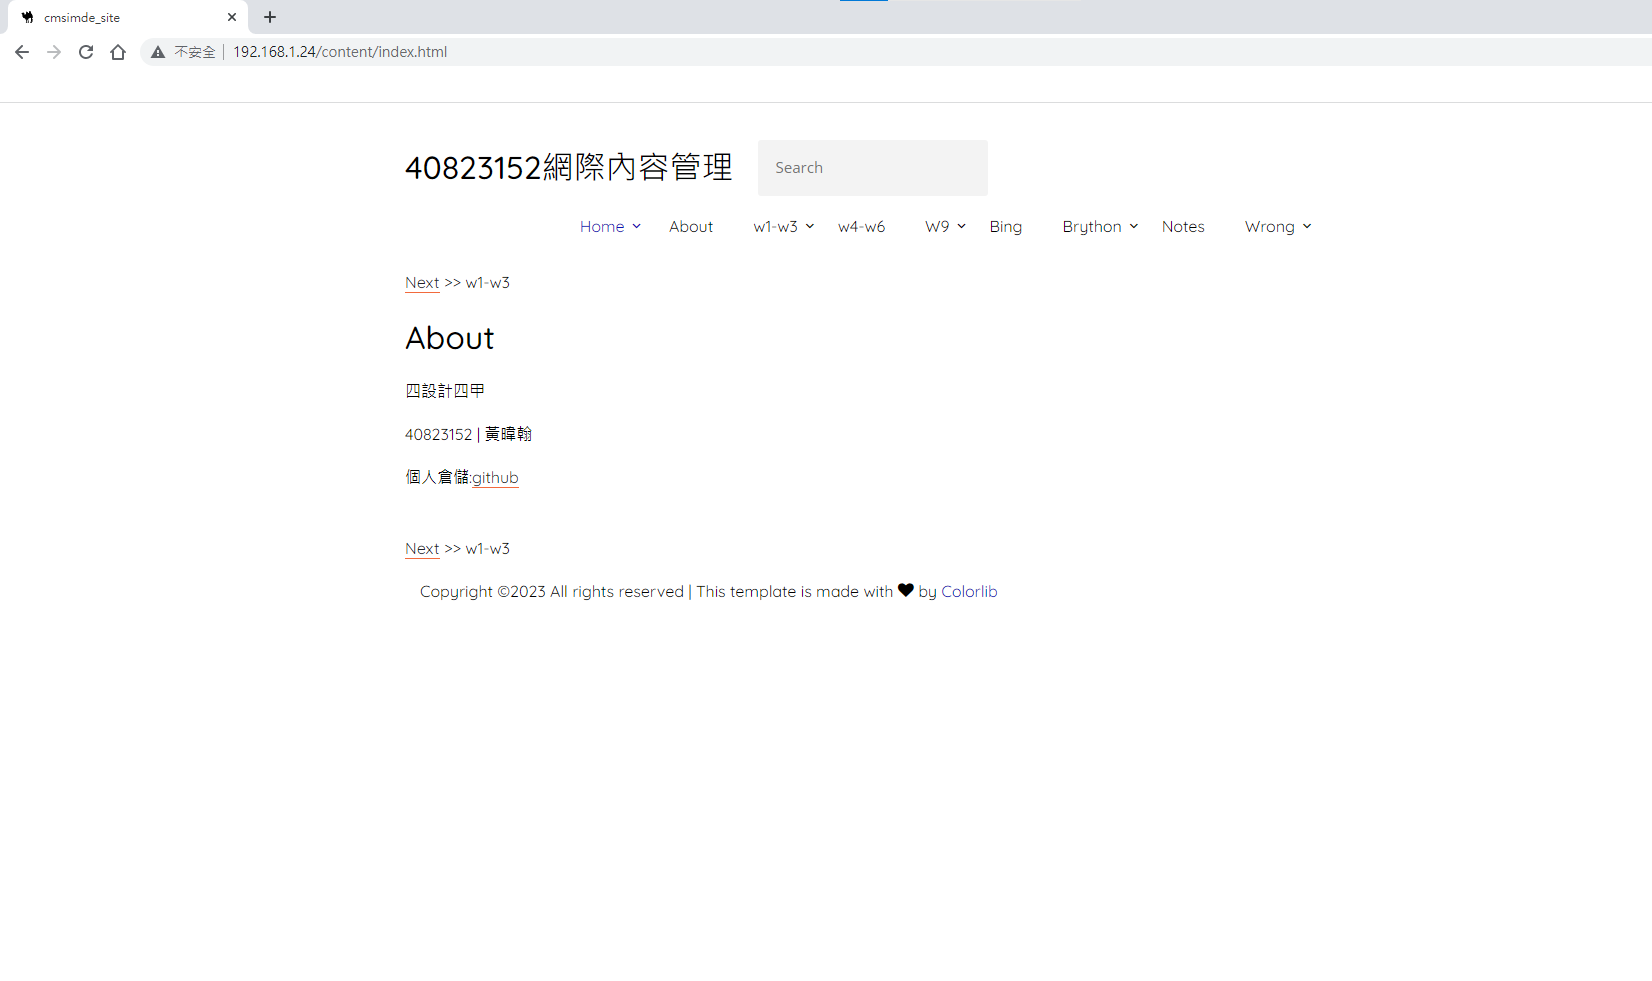 cmsimde_site
不安全 | 192.168.1.24/content/index.html
40823152網際內容管理 Search
Home About w1-w3 w4-w6 W9 Bing Brython Notes Wrong
Next >> w1-w3
About
四設計四甲
40823152 | 黃暐翰
個人倉儲:github
Next >> w1-w3
Copyright ©2023 All rights reserved | This template is made with ♥ by Colorlib